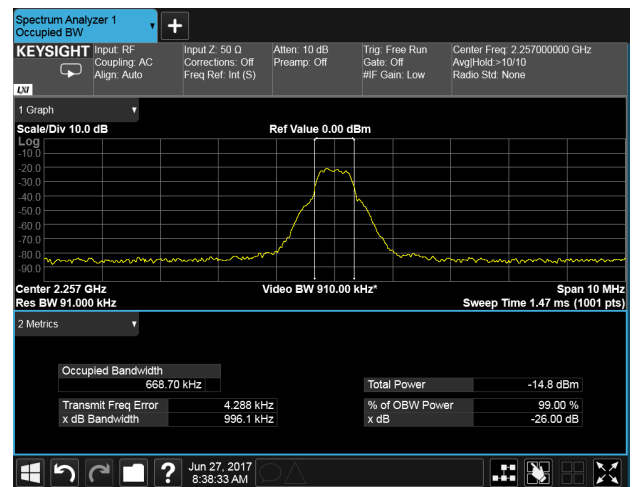 Spectrum Analyzer 1
Occupied BW
+
KEYSIGHT
LXI
Input: RF
Coupling: AC
Align: Auto
Input Z: 50 Ω
Corrections: Off
Freq Ref: Int (S)
Atten: 10 dB
Preamp: Off
Trig: Free Run
Gate: Off
#IF Gain: Low
Center Freq: 2.257000000 GHz
Avg|Hold:>10/10
Radio Std: None
1 Graph
Scale/Div 10.0 dB
Ref Value 0.00 dBm
Log
-10.0
-20.0
-30.0
-40.0
-50.0
-60.0
-70.0
-80.0
-90.0
Center 2.257 GHz
Video BW 910.00 kHz*
Span 10 MHz
Res BW 91.000 kHz
Sweep Time 1.47 ms (1001 pts)
2 Metrics
Occupied Bandwidth
668.70 kHz
Total Power -14.8 dBm
Transmit Freq Error 4.288 kHz
% of OBW Power 99.00 %
x dB Bandwidth 996.1 kHz
x dB -26.00 dB
?
Jun 27, 2017
8:38:33 AM